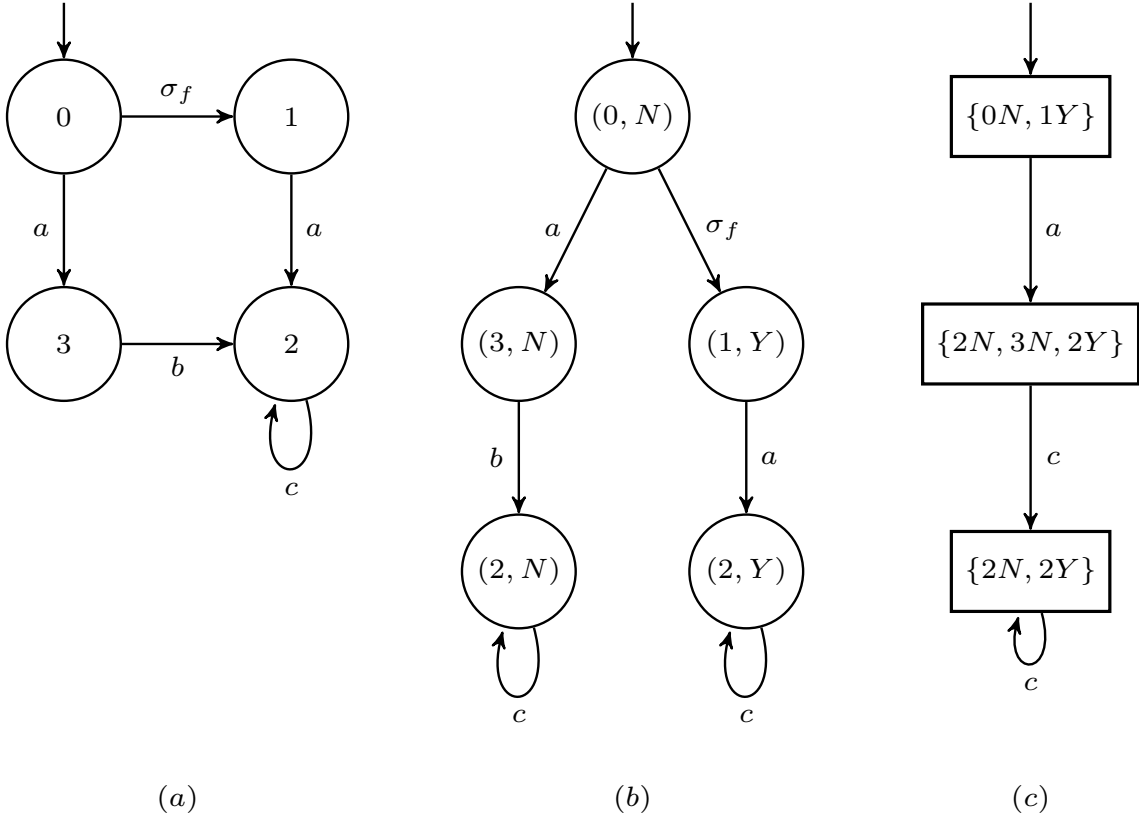 0
σ_f
1
a
a
3
b
2
c
(a)
(0, N)
a
σ_f
(3, N)
(1, Y)
b
a
(2, N)
(2, Y)
c
c
(b)
{0N, 1Y}
a
{2N, 3N, 2Y}
c
{2N, 2Y}
c
(c)